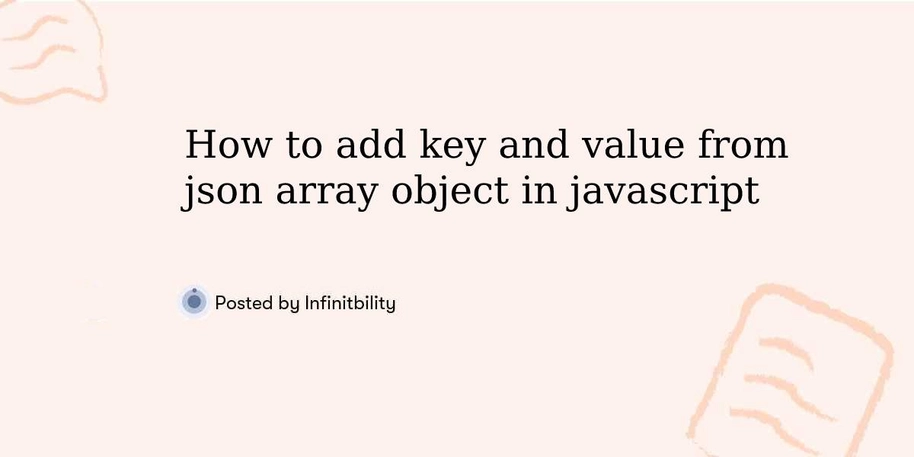 How to add key and value from
json array object in javascript
Posted by Infinitbility